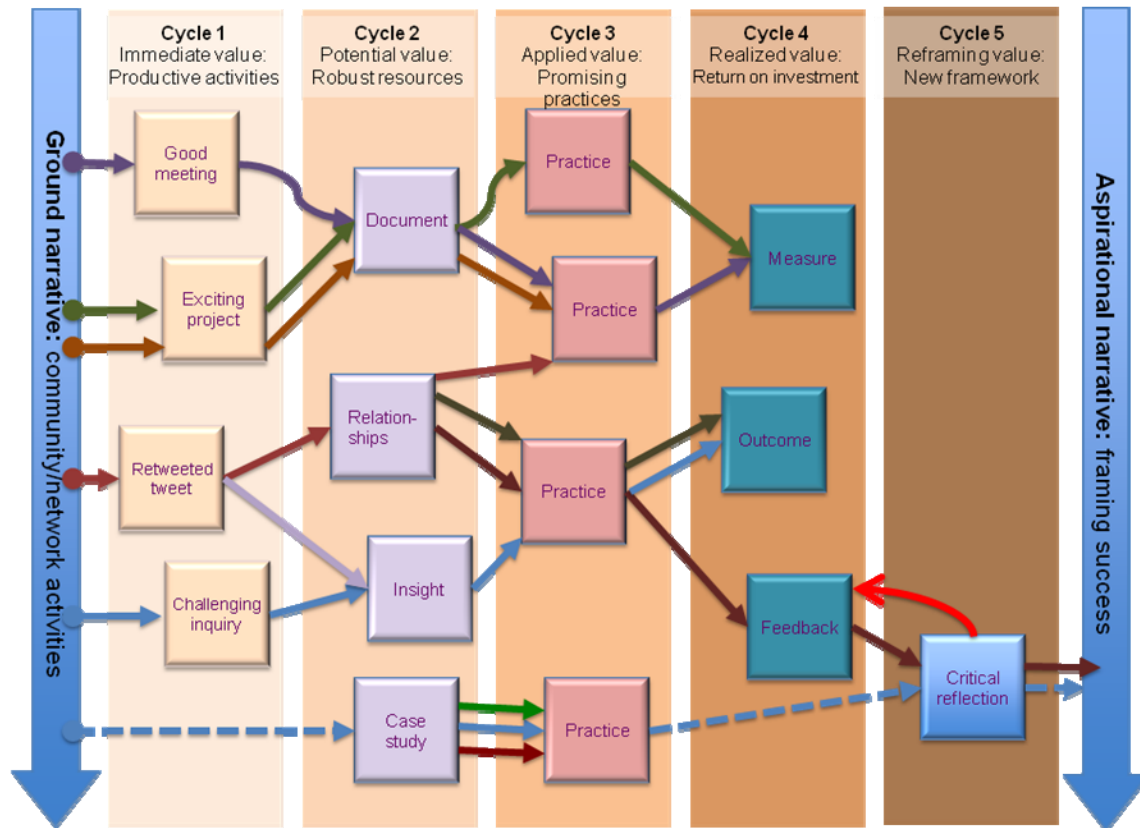 Cycle 1
Immediate value:
Productive activities
Cycle 2
Potential value:
Robust resources
Cycle 3
Applied value:
Promising
practices
Cycle 4
Realized value:
Return on investment
Cycle 5
Reframing value:
New framework
Ground narrative: community/network activities
Good
meeting
Exciting
project
Retweeted
tweet
Challenging
inquiry
Document
Relation-
ships
Insight
Case
study
Practice
Practice
Practice
Practice
Measure
Outcome
Feedback
Critical
reflection
Aspirational narrative: framing success